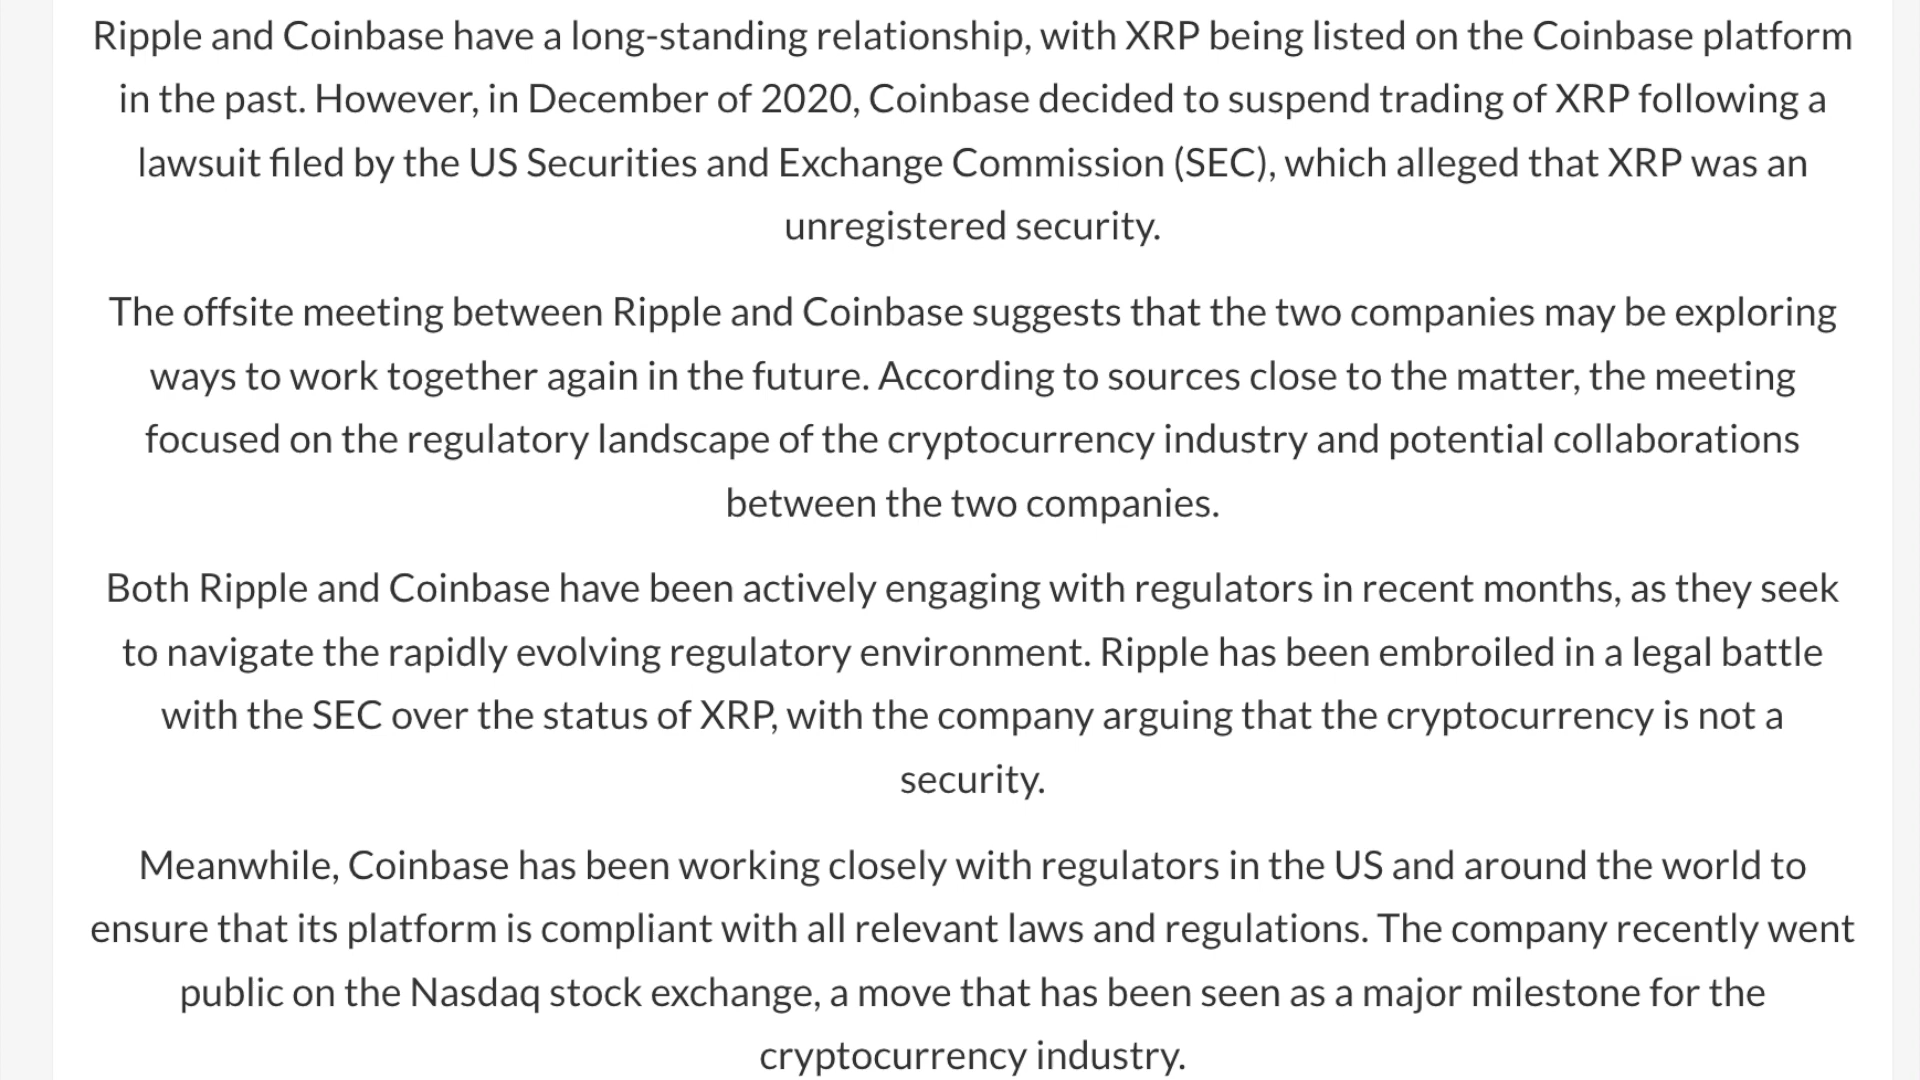 Ripple and Coinbase have a long-standing relationship, with XRP being listed on the Coinbase platform
in the past. However, in December of 2020, Coinbase decided to suspend trading of XRP following a
lawsuit filed by the US Securities and Exchange Commission (SEC), which alleged that XRP was an
unregistered security.
The offsite meeting between Ripple and Coinbase suggests that the two companies may be exploring
ways to work together again in the future. According to sources close to the matter, the meeting
focused on the regulatory landscape of the cryptocurrency industry and potential collaborations
between the two companies.
Both Ripple and Coinbase have been actively engaging with regulators in recent months, as they seek
to navigate the rapidly evolving regulatory environment. Ripple has been embroiled in a legal battle
with the SEC over the status of XRP, with the company arguing that the cryptocurrency is not a
security.
Meanwhile, Coinbase has been working closely with regulators in the US and around the world to
ensure that its platform is compliant with all relevant laws and regulations. The company recently went
public on the Nasdaq stock exchange, a move that has been seen as a major milestone for the
cryptocurrency industry.